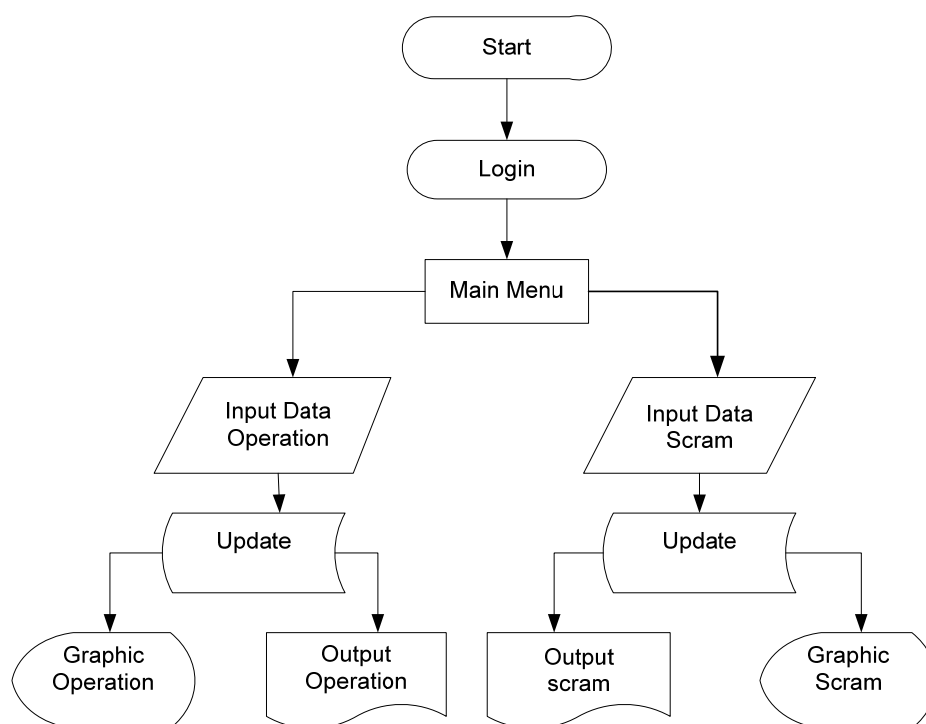 Start
Login
Main Menu
Input Data
Operation
Input Data
Scram
Update
Update
Graphic
Operation
Output
Operation
Output
scram
Graphic
Scram